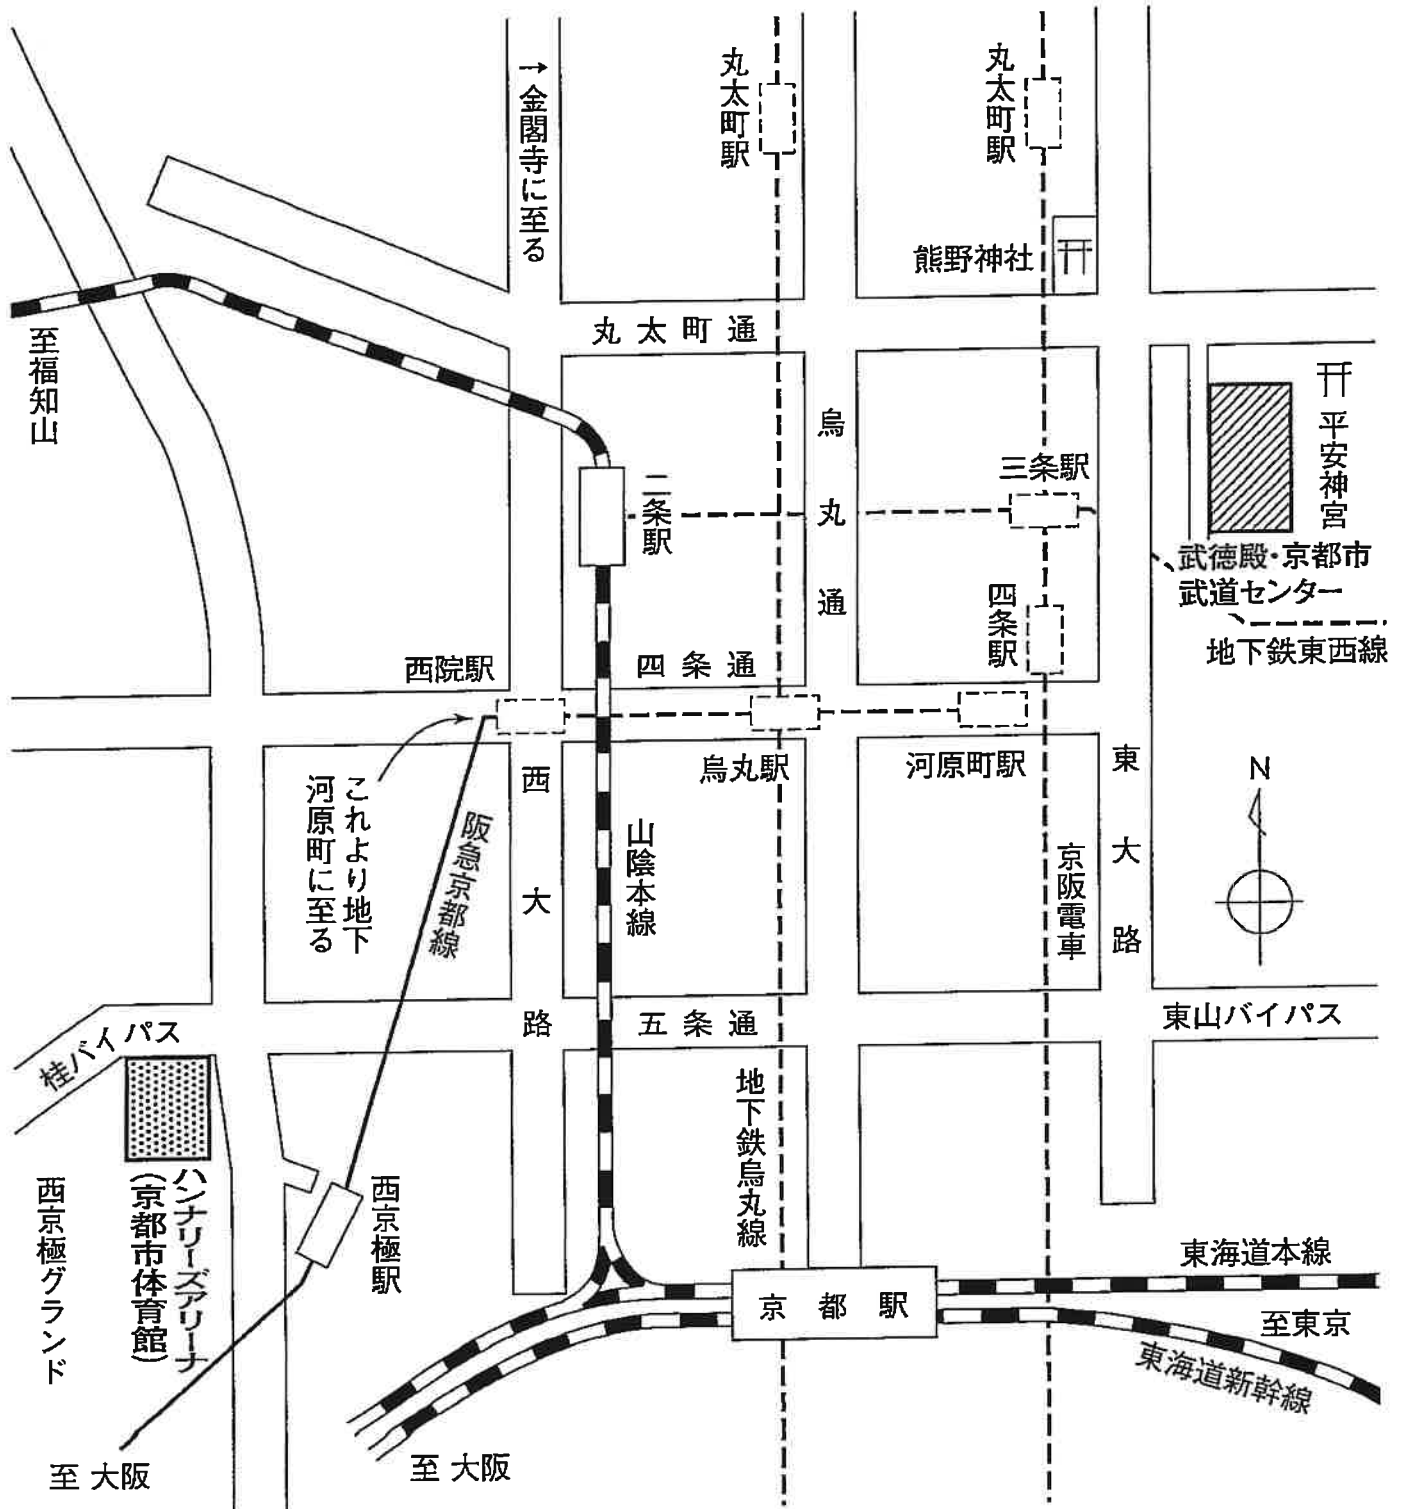 →金閣寺に至る
丸太町駅
丸太町駅
熊野神社
丸太町通
至福知山
烏丸通
二条駅
三条駅
平安神宮
武徳殿・京都市
武道センター
地下鉄東西線
四条駅
西院駅
四条通
烏丸駅
河原町駅
これより地下
河原町に至る
阪急京都線
西大路
山陰本線
京阪電車
東大路
N
桂バイパス
五条通
東山バイパス
地下鉄烏丸線
西京極グランド
ハンナリーズアリーナ
(京都市体育館)
西京極駅
京都駅
東海道本線
至東京
東海道新幹線
至 大阪
至 大阪